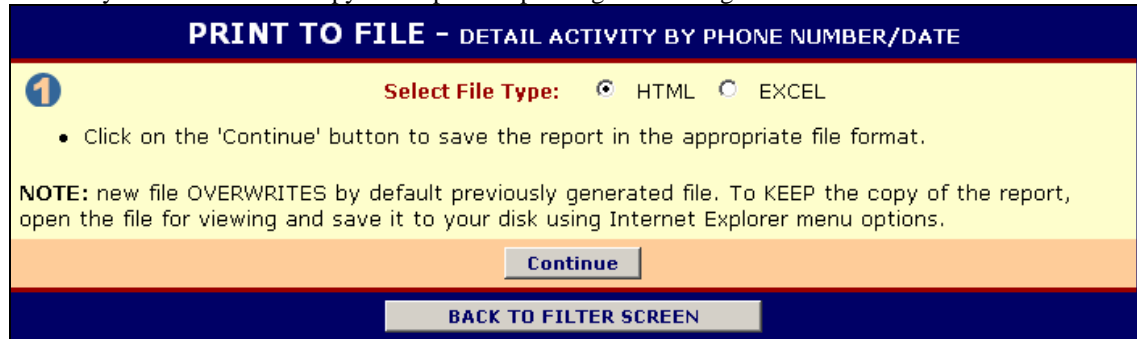 PRINT TO FILE – DETAIL ACTIVITY BY PHONE NUMBER/DATE
1
Select File Type: HTML EXCEL
• Click on the 'Continue' button to save the report in the appropriate file format.
NOTE: new file OVERWRITES by default previously generated file. To KEEP the copy of the report,
open the file for viewing and save it to your disk using Internet Explorer menu options.
Continue
BACK TO FILTER SCREEN